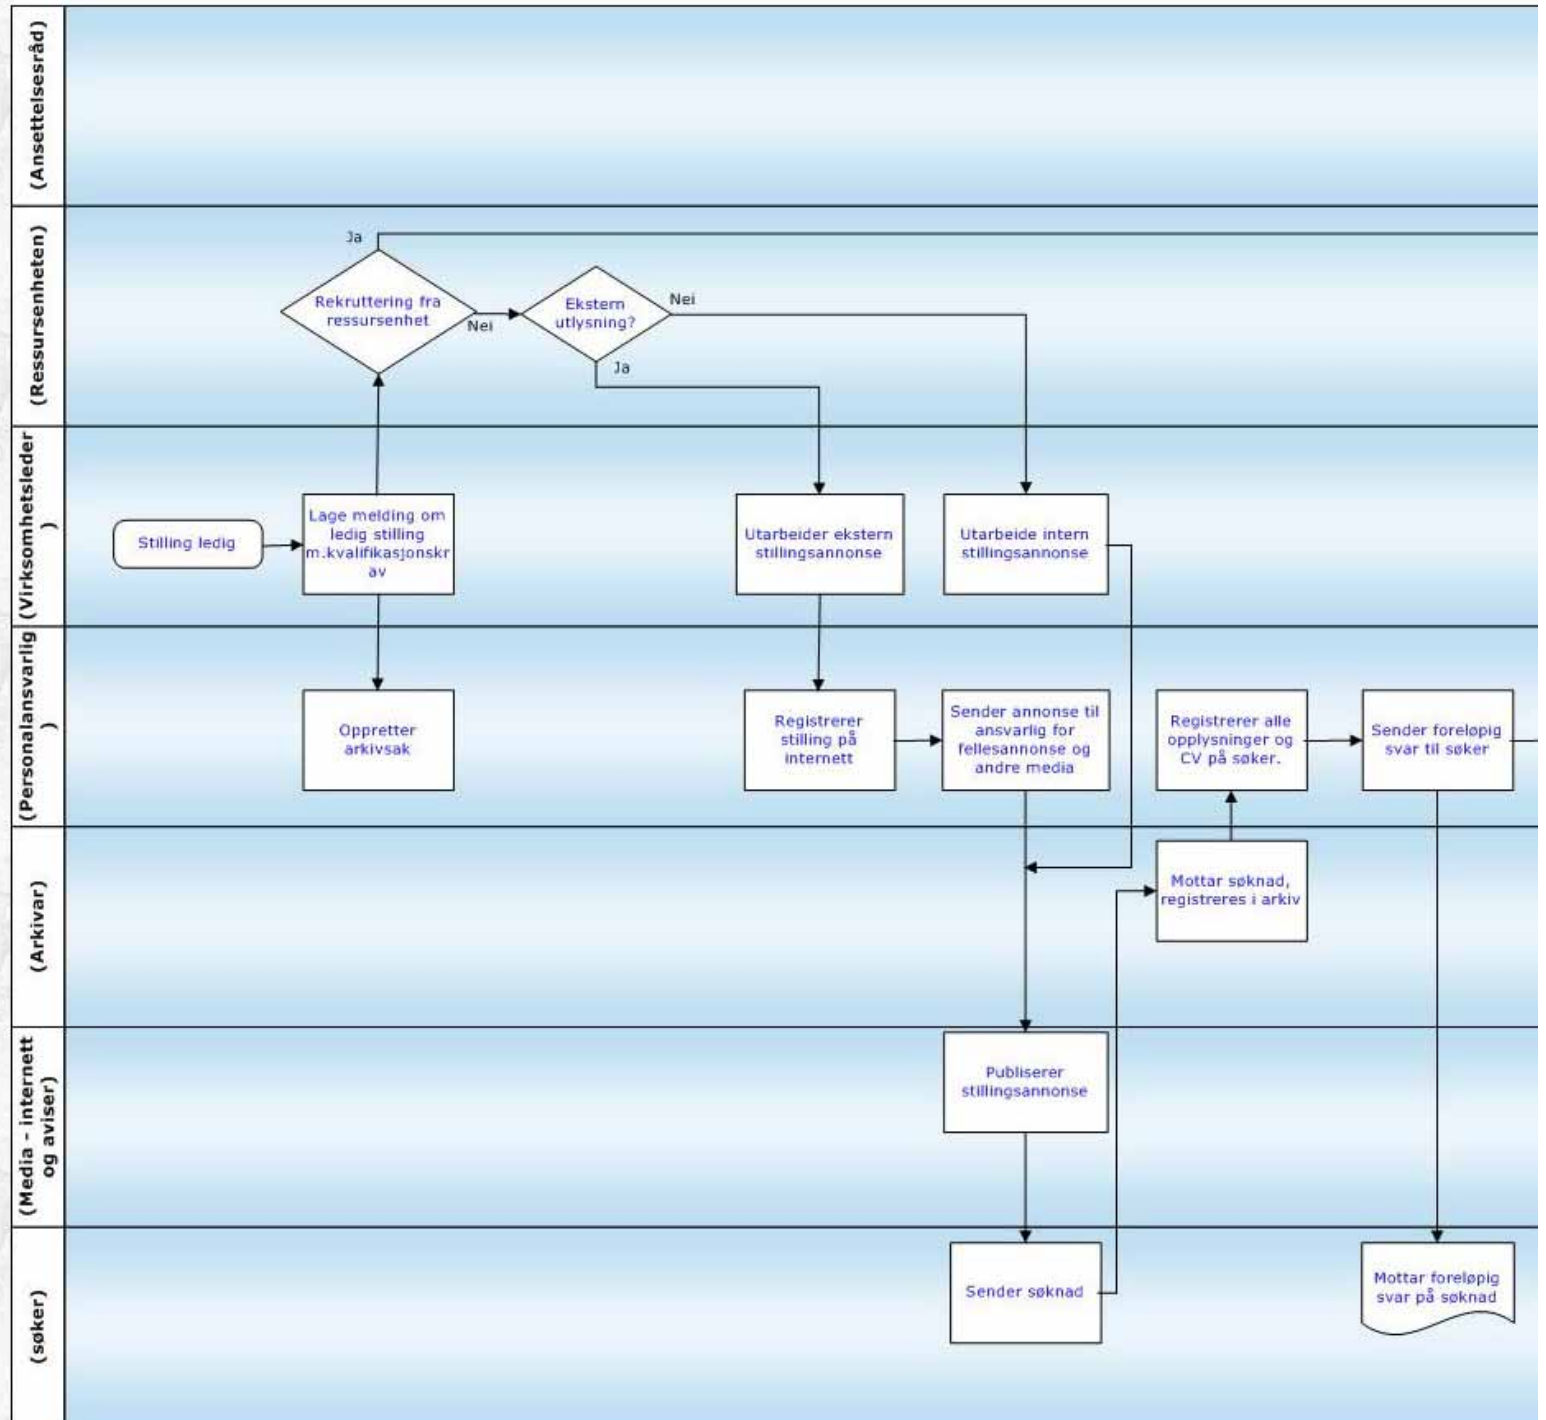 (Ansettelsesråd)
(Ressursenheten)
Ja
Rekruttering fra
ressursenhet
Nei
Ekstern
utlysning?
Nei
Ja
(Virksomhetsleder
)
Stilling ledig
Lage melding om
ledig stilling
m.kvalifikasjonskr
av
Utarbeider ekstern
stillingsannonse
Utarbeide intern
stillingsannonse
(Personalansvarlig
)
Oppretter
arkivsak
Registrerer
stilling på
internett
Sender annonse til
ansvarlig for
fellesannonse og
andre media
Registrerer alle
opplysninger og
CV på søker.
Sender foreløpig
svar til søker
(Arkivar)
Mottar søknad,
registreres i arkiv
(Media - internett
og aviser)
Publiserer
stillingsannonse
(søker)
Sender søknad
Mottar foreløpig
svar på søknad